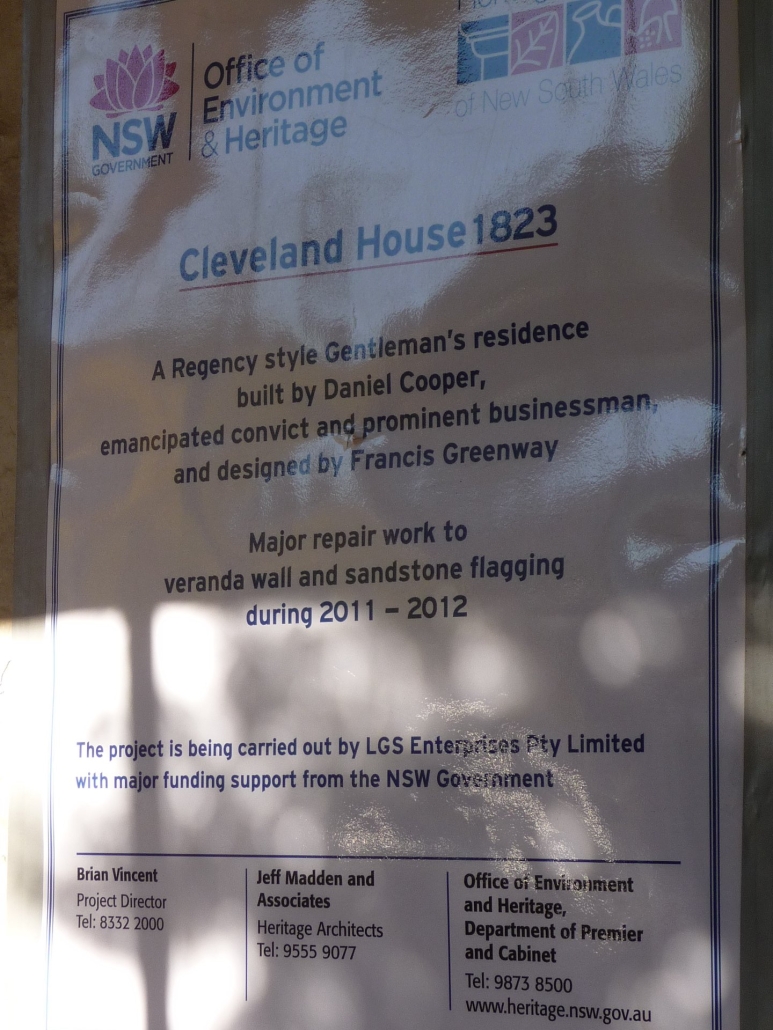 NSW
GOVERNMENT
Office of
Environment
& Heritage
of New South Wales
Cleveland House 1823
A Regency style Gentleman's residence
built by Daniel Cooper,
emancipated convict and prominent businessman,
and designed by Francis Greenway
Major repair work to
veranda wall and sandstone flagging
during 2011 – 2012
The project is being carried out by LGS Enterprises Pty Limited
with major funding support from the NSW Government
Brian Vincent
Project Director
Tel: 8332 2000
Jeff Madden and
Associates
Heritage Architects
Tel: 9555 9077
Office of Environment
and Heritage,
Department of Premier
and Cabinet
Tel: 9873 8500
www.heritage.nsw.gov.au